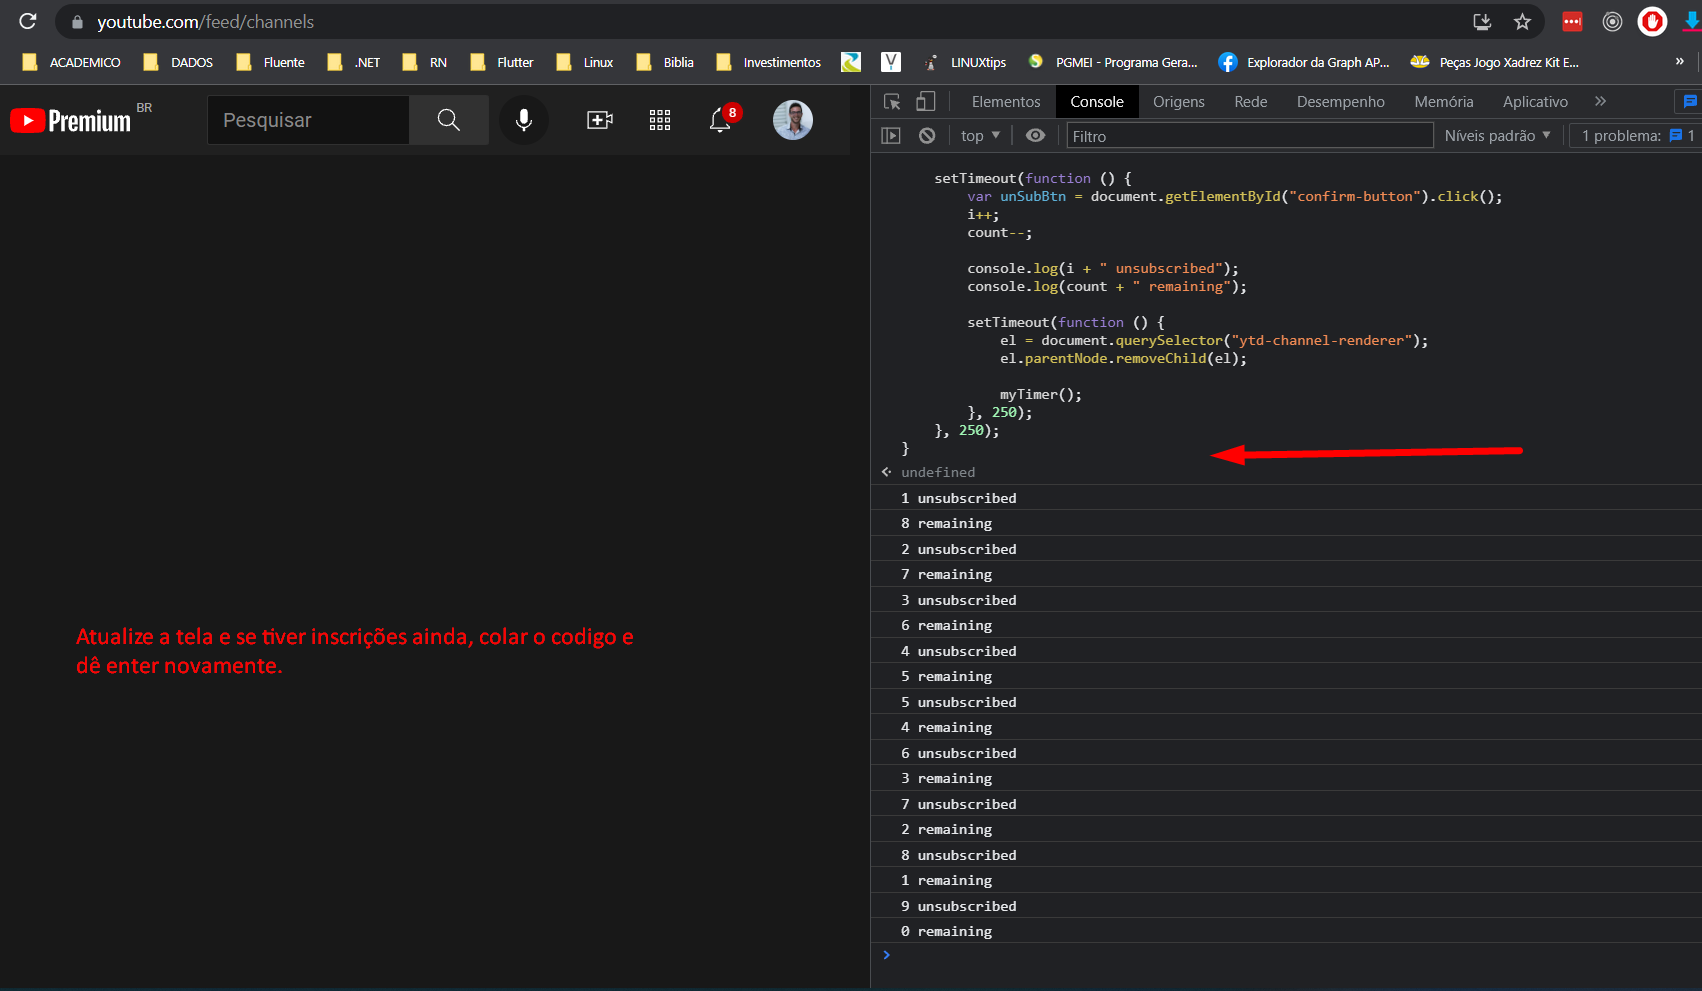 youtube.com/feed/channels
ACADEMICO DADOS Fluente .NET RN Flutter Linux Biblia Investimentos LINUXtips PGMEI - Programa Gera... Explorador da Graph AP... Peças Jogo Xadrez Kit E... »
Premium BR
Pesquisar
8
Elementos Console Origens Rede Desempenho Memória Aplicativo »
top ▼ Filtro Níveis padrão ▼ 1 problema: 1
setTimeout(function () {
var unSubBtn = document.getElementById("confirm-button").click();
i++;
count--;
console.log(i + " unsubscribed");
console.log(count + " remaining");
setTimeout(function () {
el = document.querySelector("ytd-channel-renderer");
el.parentNode.removeChild(el);
myTimer();
}, 250);
}, 250);
}
undefined
1 unsubscribed
8 remaining
2 unsubscribed
7 remaining
3 unsubscribed
6 remaining
4 unsubscribed
5 remaining
5 unsubscribed
4 remaining
6 unsubscribed
3 remaining
7 unsubscribed
2 remaining
8 unsubscribed
1 remaining
9 unsubscribed
0 remaining
>
Atualize a tela e se tiver inscrições ainda, colar o codigo e
dê enter novamente.